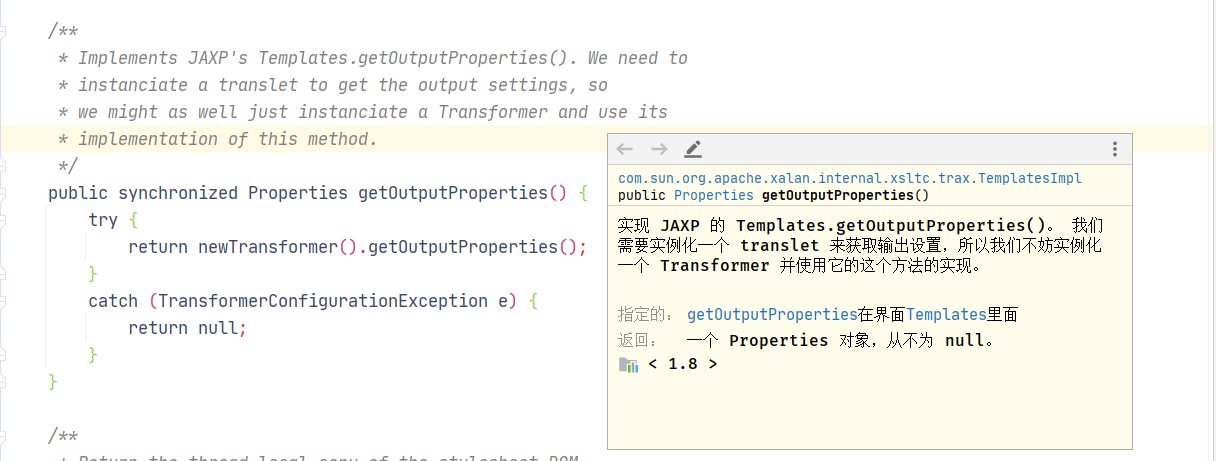 /**
* Implements JAXP's Templates.getOutputProperties(). We need to
* instanciate a translet to get the output settings, so
* we might as well just instanciate a Transformer and use its
* implementation of this method.
*/
public synchronized Properties getOutputProperties() {
try {
return newTransformer().getOutputProperties();
}
catch (TransformerConfigurationException e) {
return null;
}
}
/**
* Return the thread local copy of the stylesheet DOM.
com.sun.org.apache.xalan.internal.xsltc.trax.TemplatesImpl
public Properties getOutputProperties()
实现 JAXP 的 Templates.getOutputProperties()。 我们
需要实例化一个 translet 来获取输出设置，所以我们不妨实例化
一个 Transformer 并使用它的这个方法的实现。
指定的： getOutputProperties在界面Templates里面
返回： 一个 Properties 对象，从不为 null。
< 1.8 >